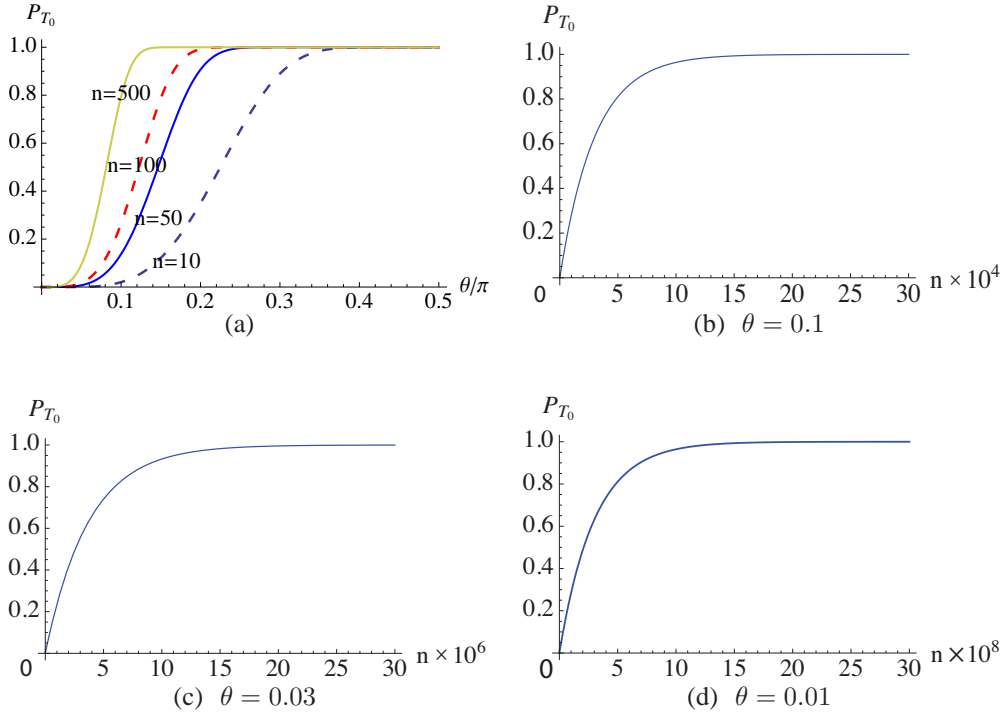 P_{T_0}
1.0
0.8
0.6
0.4
0.2
n=500
n=100
n=50
n=10
0.1 0.2 0.3 0.4 0.5 θ/π
(a)
P_{T_0}
1.0
0.8
0.6
0.4
0.2
0 5 10 15 20 25 30 n × 10^4
(b) θ = 0.1
P_{T_0}
1.0
0.8
0.6
0.4
0.2
0 5 10 15 20 25 30 n × 10^6
(c) θ = 0.03
P_{T_0}
1.0
0.8
0.6
0.4
0.2
0 5 10 15 20 25 30 n ×10^8
(d) θ = 0.01